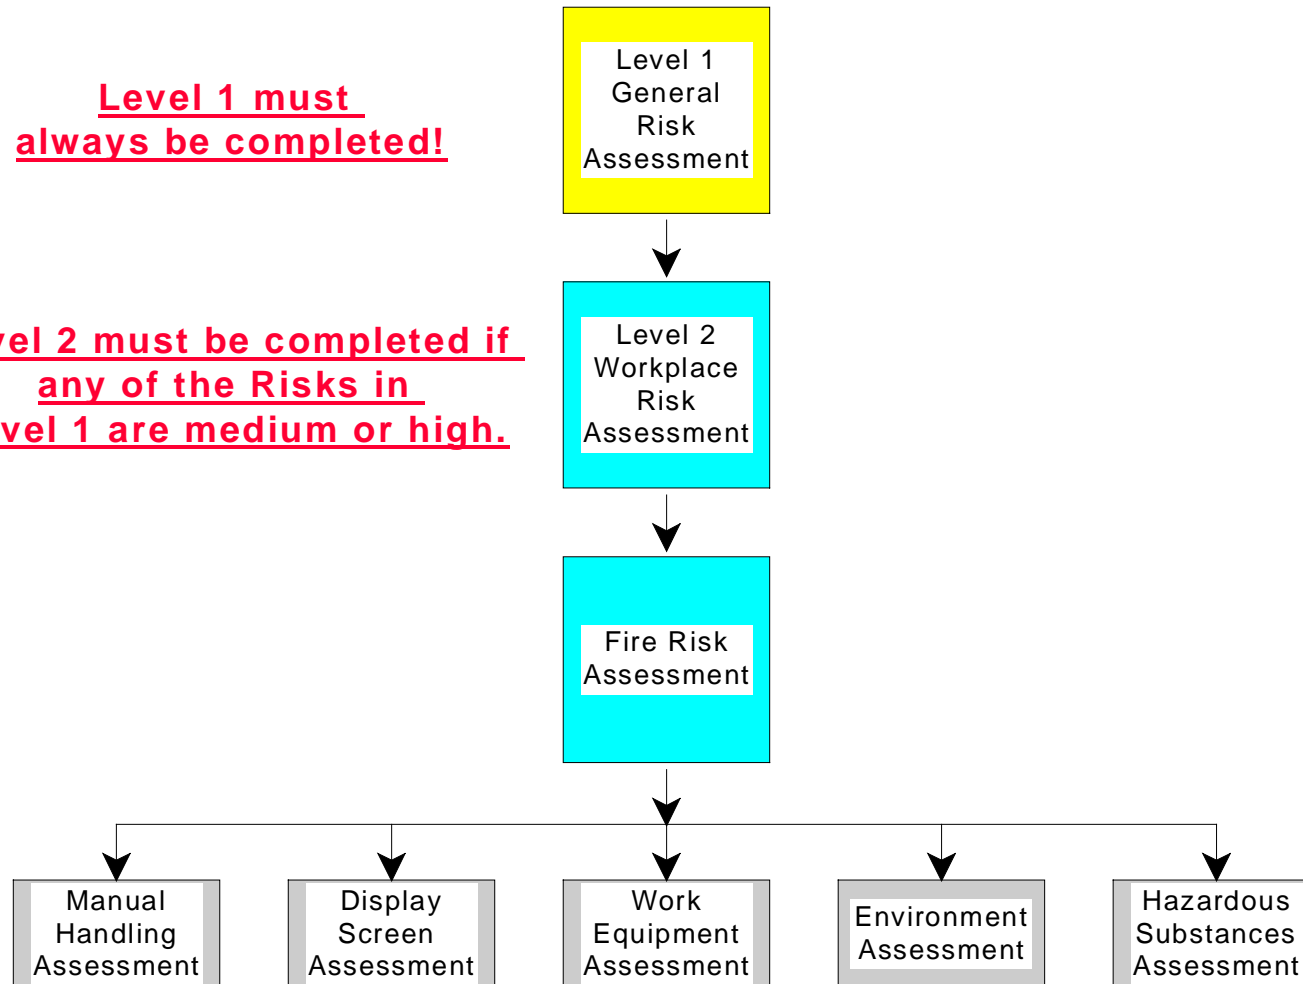 Level 1
General
Risk
Assessment
Level 1 must
always be completed!
Level 2
Workplace
Risk
Assessment
vel 2 must be completed if
any of the Risks in
vel 1 are medium or high.
Fire Risk
Assessment
Manual
Handling
Assessment
Display
Screen
Assessment
Work
Equipment
Assessment
Environment
Assessment
Hazardous
Substances
Assessment